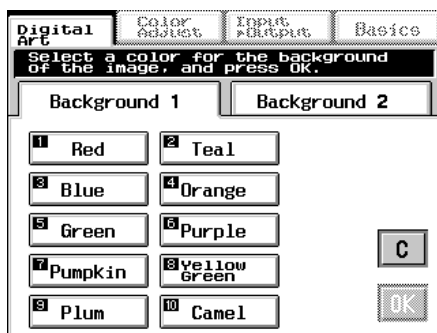 Digital Art
Color Adjust
Input Output
Basics
Select a color for the background
of the image, and press OK.
Background 1
Background 2
1 Red
2 Teal
3 Blue
4 Orange
5 Green
6 Purple
C
7 Pumpkin
8 Yellow Green
9 Plum
10 Camel
OK